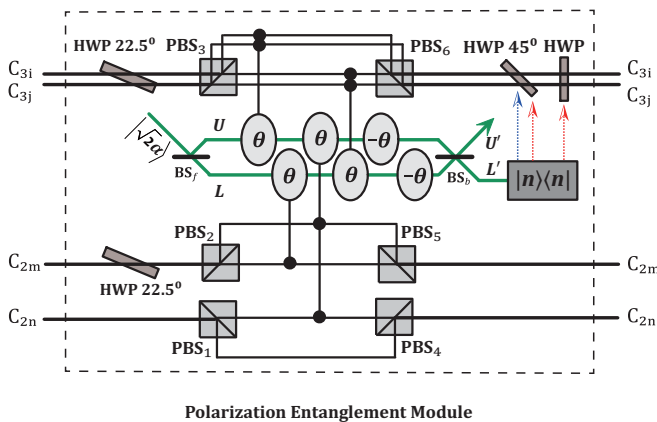 HWP 22.5⁰ PBS₃ PBS₆ HWP 45⁰ HWP
C₃ᵢ C₃ᵢ
C₃ⱼ C₃ⱼ
|√2α⟩ U θ θ -θ U′
BS_f L θ θ -θ BS_b L′ |n⟩⟨n|
PBS₂ PBS₅
C₂ₘ C₂ₘ
HWP 22.5⁰
C₂ₙ C₂ₙ
PBS₁ PBS₄
Polarization Entanglement Module